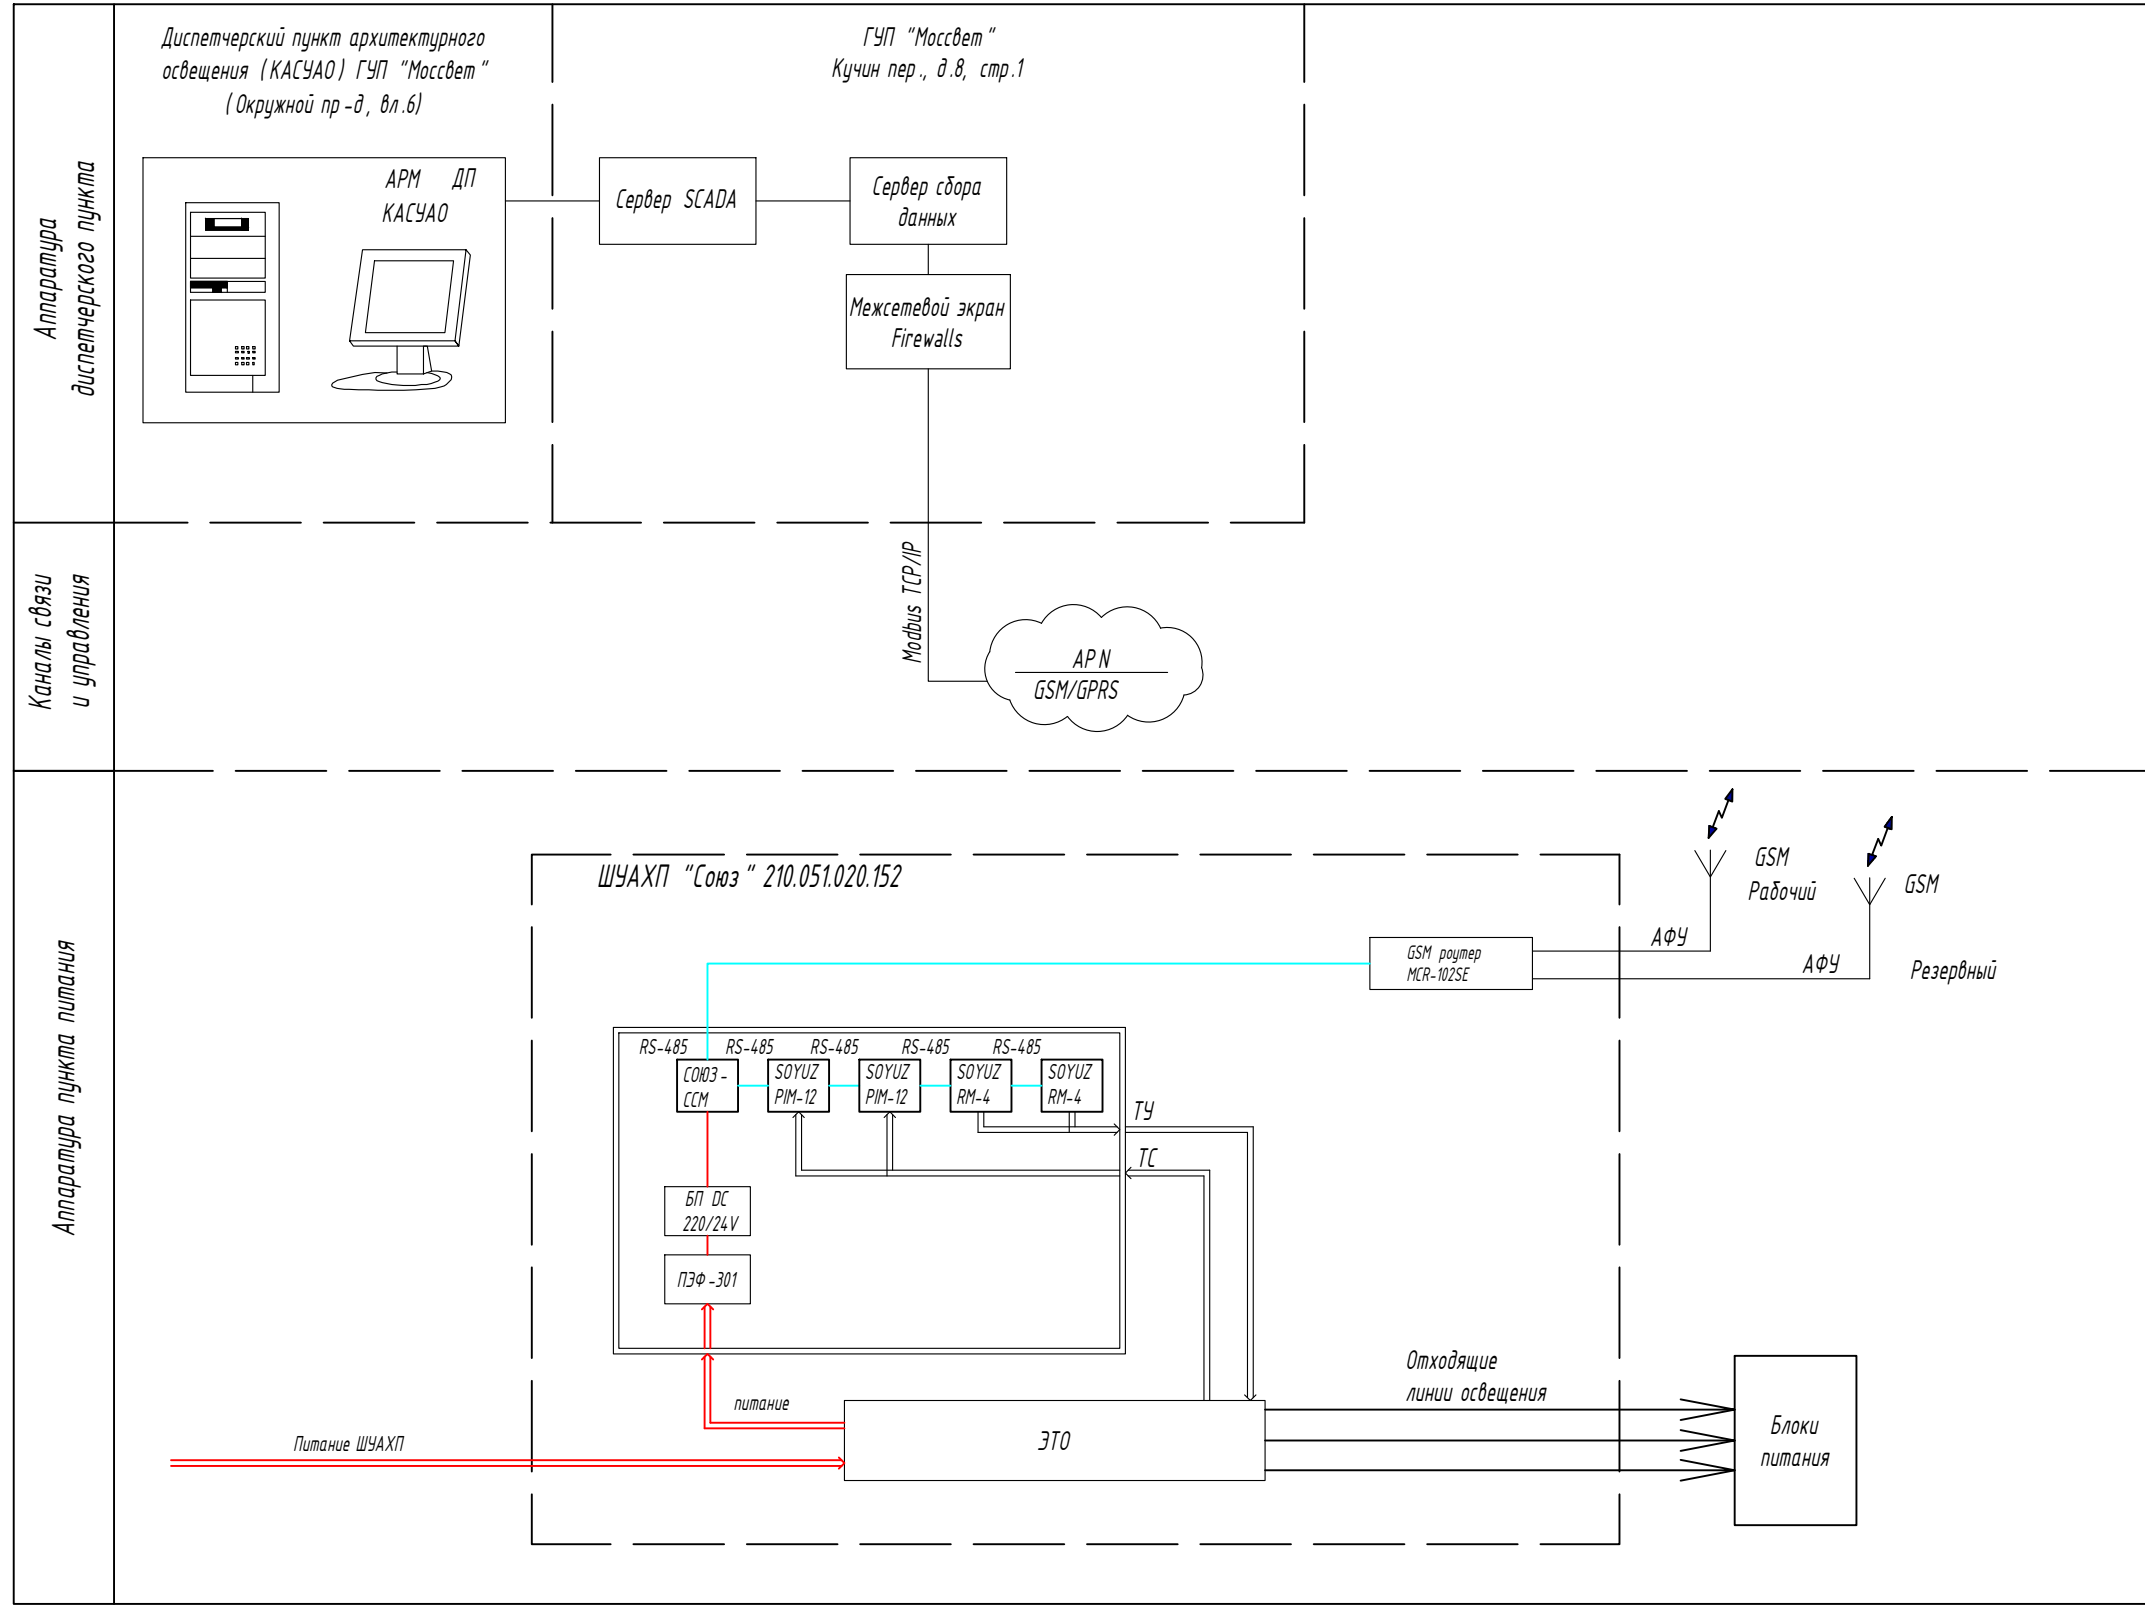 Аппаратура
диспетчерского пункта
Диспетчерский пункт архитектурного
освещения (КАСУАО) ГУП "Моссвет"
(Окружной пр-д, вл.6)
ГУП "Моссвет"
Кучин пер., д.8, стр.1
АРМ ДП
КАСУАО
Сервер SCADA
Сервер сбора
данных
Межсетевой экран
Firewalls
Каналы связи
и управления
Modbus TCP/IP
APN
GSM/GPRS
Аппаратура пункта питания
ШУАХП "Союз" 210.051.020.152
GSM
Рабочий
GSM
Резервный
АФУ
АФУ
GSM роутер
MCR-102SE
RS-485 RS-485 RS-485 RS-485 RS-485
СОЮЗ-
ССМ
SOYUZ
PIM-12
SOYUZ
PIM-12
SOYUZ
RM-4
SOYUZ
RM-4
ТУ
ТС
БП DC
220/24V
ПЭФ-301
питание
Питание ШУАХП
ЭТО
Отходящие
линии освещения
Блоки
питания